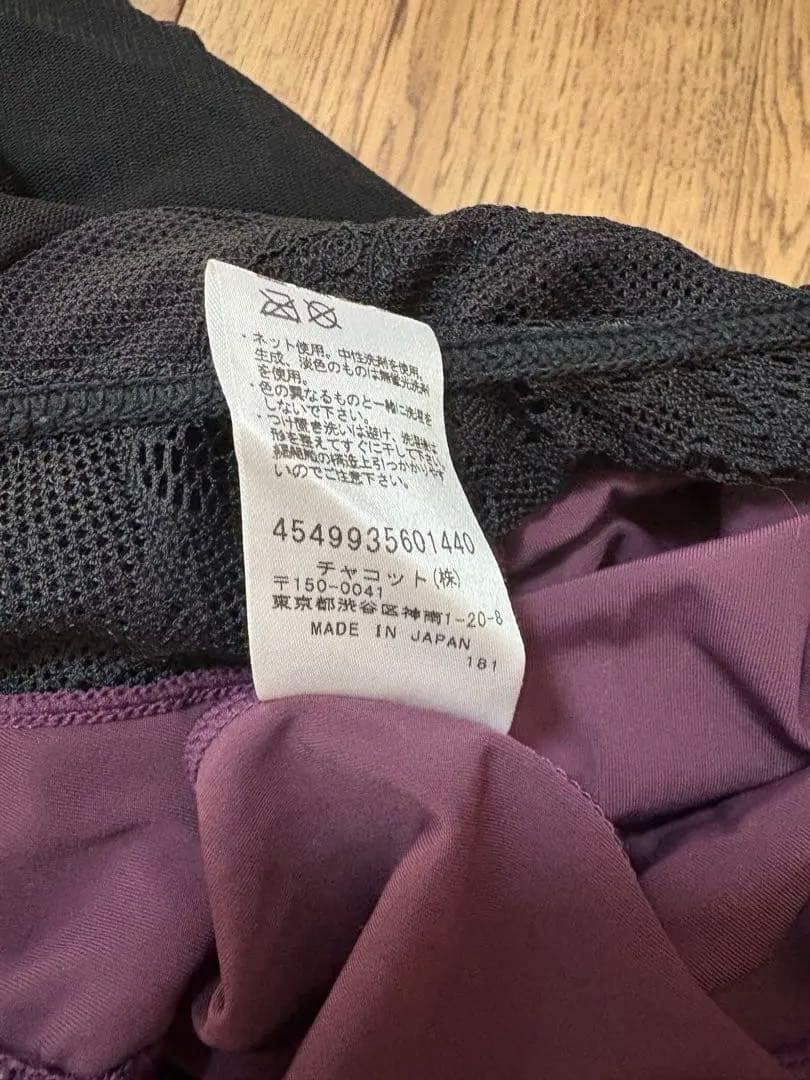 ・ネット使用。中性洗剤を使用。
生成、淡色のものは無蛍光洗剤
を使用。
・色の異なるものと一緒に洗濯を
しないで下さい。
・つけ置き洗いは避け、洗濯後は
形を整えてすぐに干して下さい。
の構造上引っかかりやす
いのでご注意下さい。
4549935601440
チャコット(株)
〒150-0041
東京都渋谷区神南1-20-8
MADE IN JAPAN
181